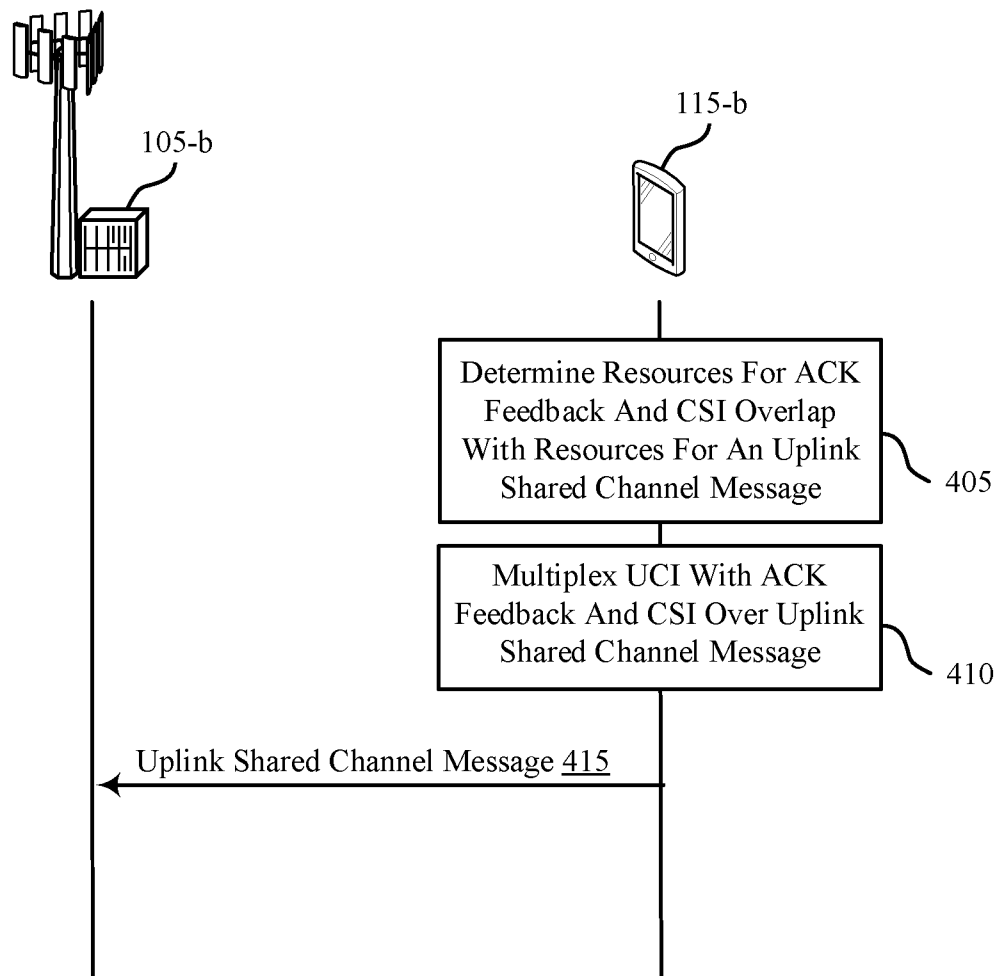 115-b
105-b
Determine Resources For ACK
Feedback And CSI Overlap
With Resources For An Uplink
Shared Channel Message
405
Multiplex UCI With ACK
Feedback And CSI Over Uplink
Shared Channel Message
410
Uplink Shared Channel Message 415